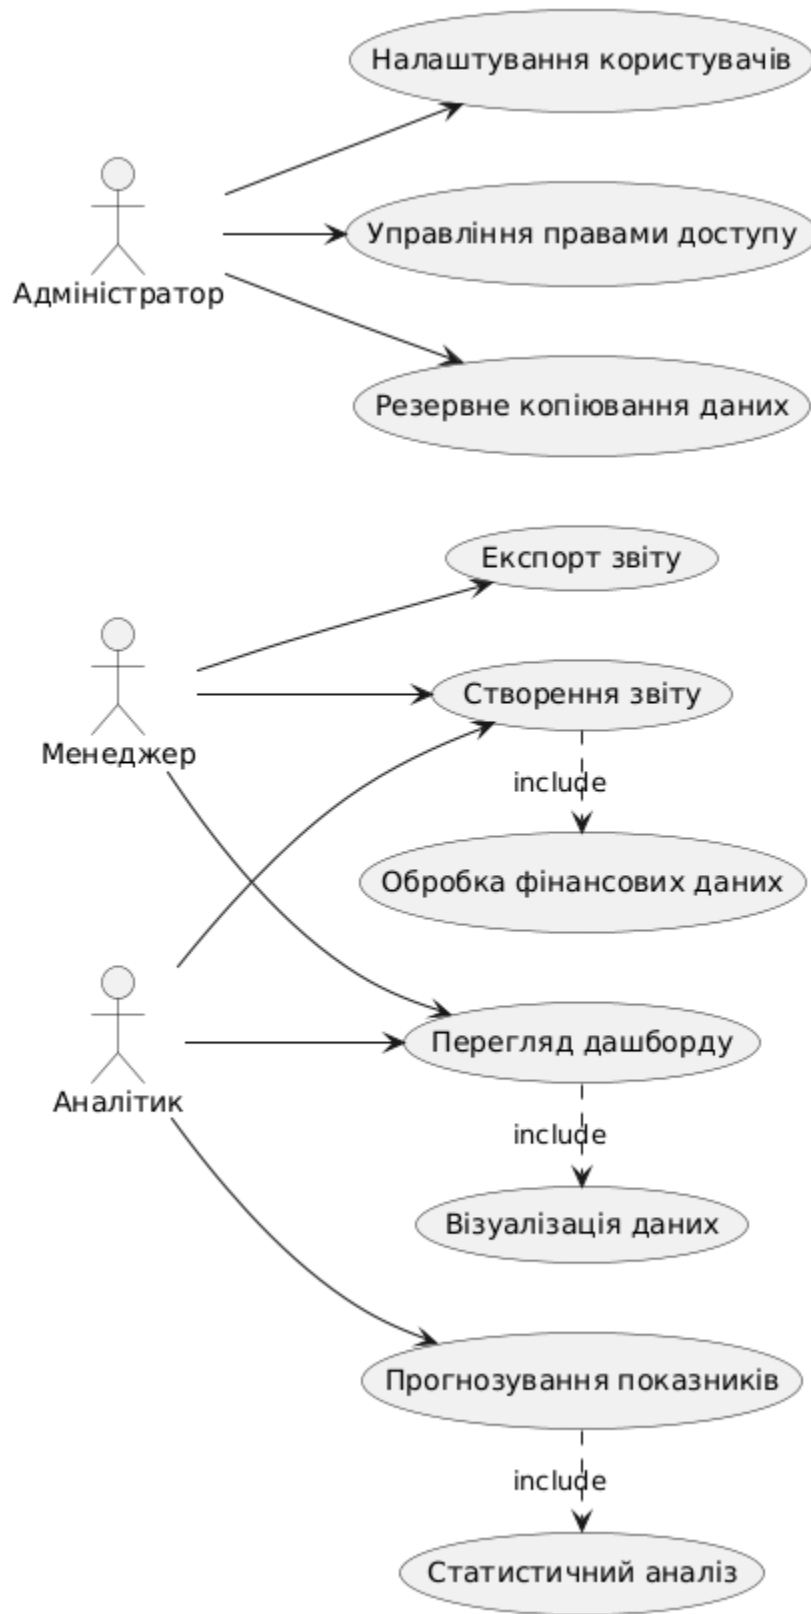 Налаштування користувачів
Управління правами доступу
Адміністратор
Резервне копіювання даних
Експорт звіту
Створення звіту
Менеджер
include
Обробка фінансових даних
Перегляд дашборду
Аналітик
include
Візуалізація даних
Прогнозування показників
include
Статистичний аналіз